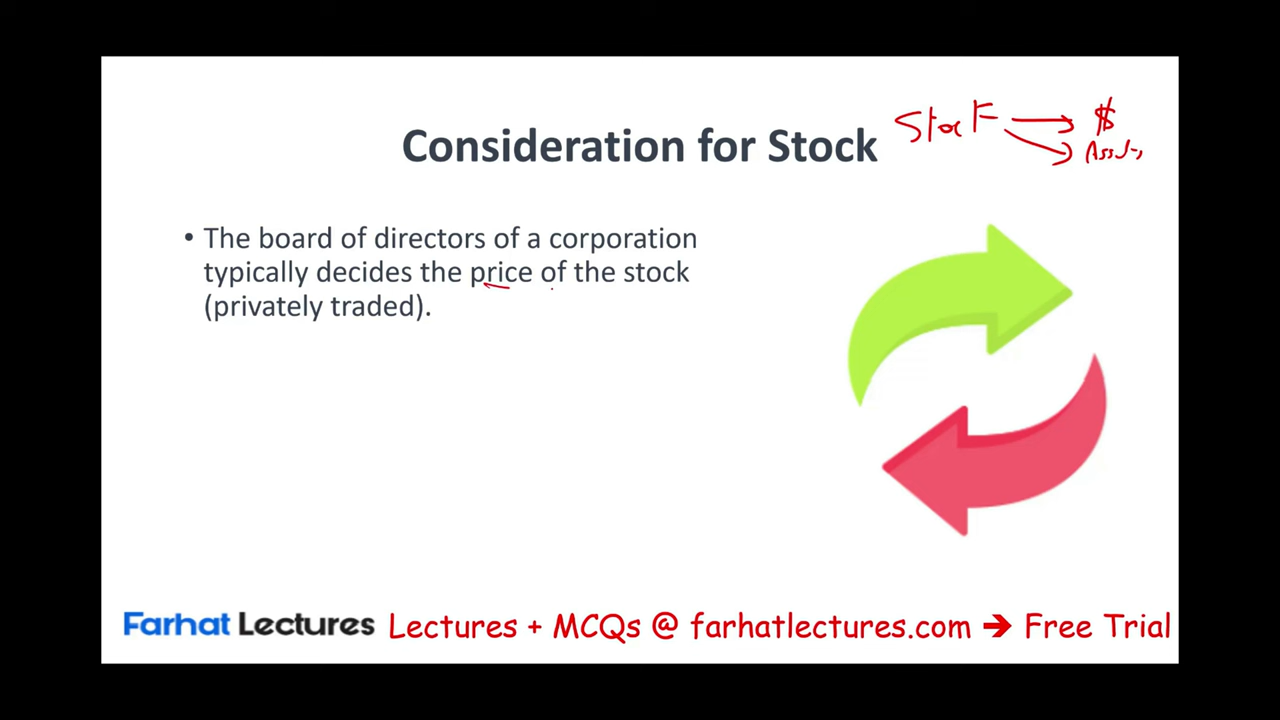 Consideration for Stock
Stock → $
Assets
• The board of directors of a corporation
typically decides the price of the stock
(privately traded).
Farhat Lectures Lectures + MCQs @ farhatlectures.com → Free Trial